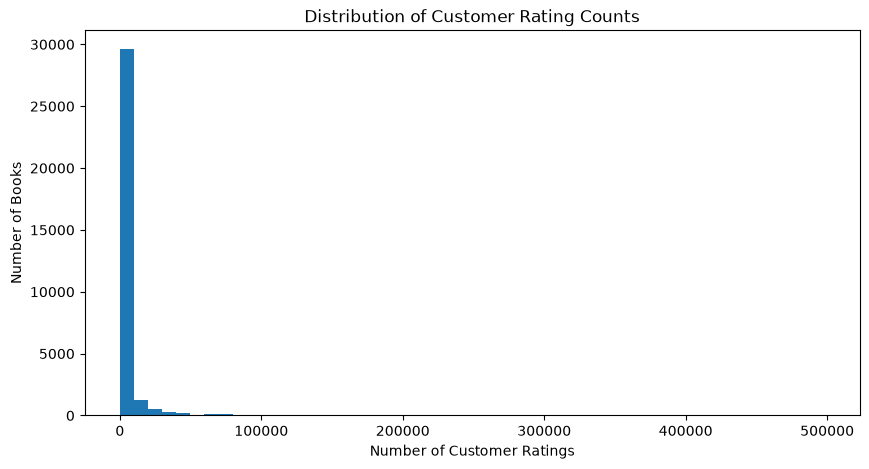 Distribution of Customer Rating Counts
30000
25000
20000
15000
10000
5000
0
Number of Books
0 100000 200000 300000 400000 500000
Number of Customer Ratings